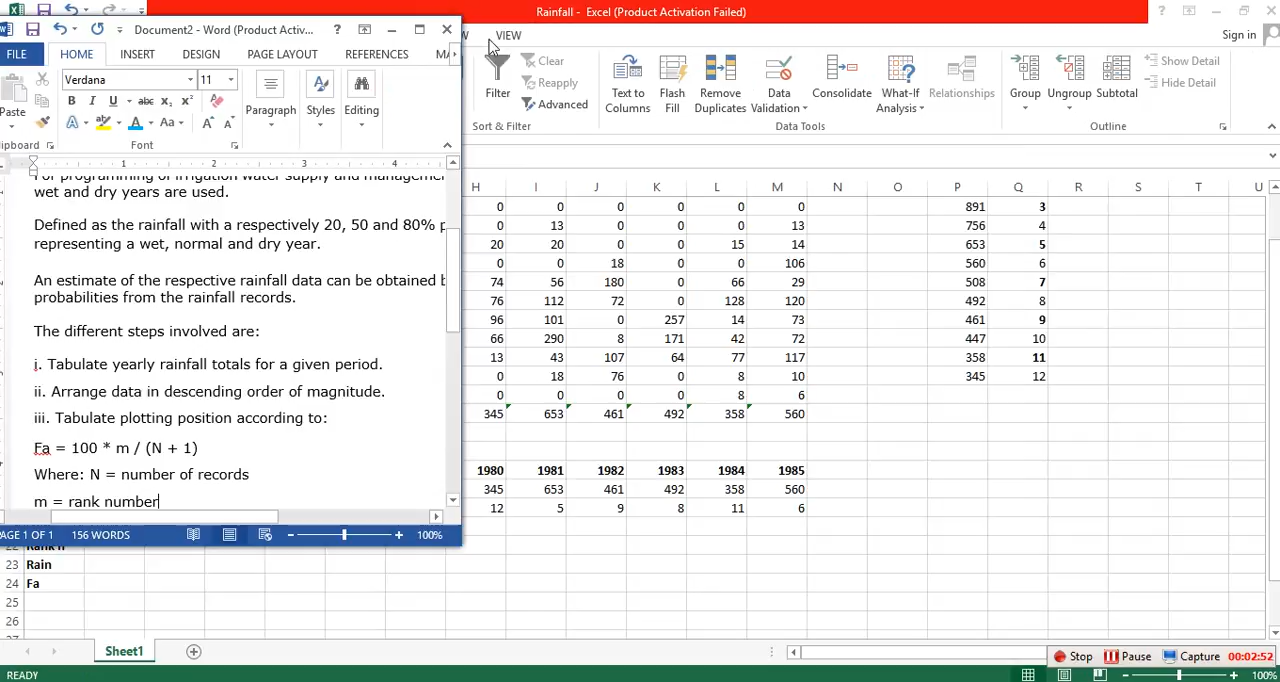 Rainfall -  Excel (Product Activation Failed)
Document2 - Word (Product Activ...
VIEW
Sign in
FILE
HOME
INSERT
DESIGN
PAGE LAYOUT
REFERENCES
Paste
Verdana
11
Paragraph
Styles
Editing
Font
Filter
Clear
Reapply
Advanced
Sort & Filter
Text to Columns
Flash Fill
Remove Duplicates
Data Validation
Consolidate
What-If Analysis
Relationships
Data Tools
Group
Ungroup
Subtotal
Show Detail
Hide Detail
Outline
1 2 3 4
wet and dry years are used.
Defined as the rainfall with a respectively 20, 50 and 80% p
representing a wet, normal and dry year.
An estimate of the respective rainfall data can be obtained b
probabilities from the rainfall records.
The different steps involved are:
i. Tabulate yearly rainfall totals for a given period.
ii. Arrange data in descending order of magnitude.
iii. Tabulate plotting position according to:
Fa = 100 * m / (N + 1)
Where: N = number of records
m = rank number
PAGE 1 OF 1 156 WORDS 100%
H I J K L M N O P Q R S T U
0 0 0 0 0 0 891 3
0 13 0 0 0 13 756 4
20 20 0 0 15 14 653 5
0 0 18 0 0 106 560 6
74 56 180 0 66 29 508 7
76 112 72 0 128 120 492 8
96 101 0 257 14 73 461 9
66 290 8 171 42 72 447 10
13 43 107 64 77 117 358 11
0 18 76 0 8 10 345 12
0 0 0 0 8 6
345 653 461 492 358 560
1980 1981 1982 1983 1984 1985
345 653 461 492 358 560
12 5 9 8 11 6
23 Rain
24 Fa
25
26
Sheet1
Stop Pause Capture 00:02:52
READY
100%